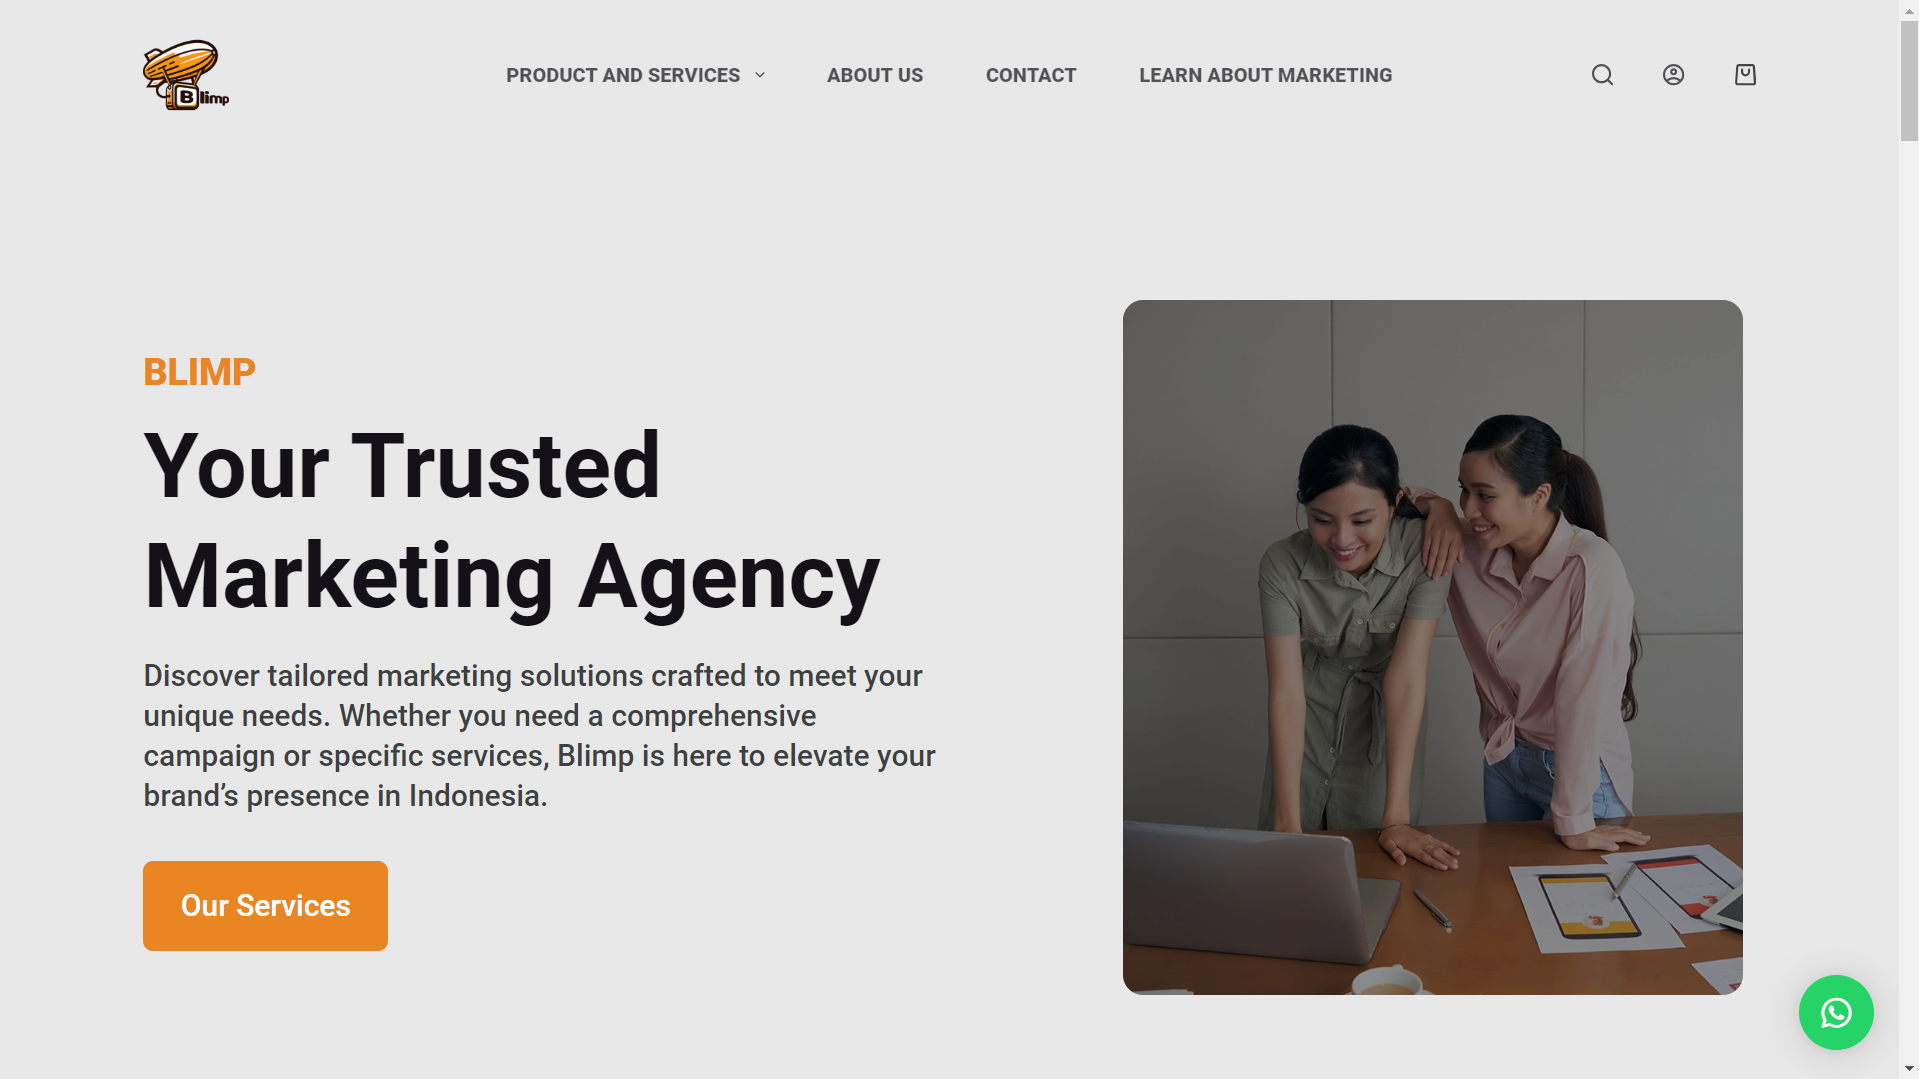 Blimp
PRODUCT AND SERVICES
ABOUT US
CONTACT
LEARN ABOUT MARKETING
BLIMP
Your Trusted
Marketing Agency
Discover tailored marketing solutions crafted to meet your
unique needs. Whether you need a comprehensive
campaign or specific services, Blimp is here to elevate your
brand’s presence in Indonesia.
Our Services